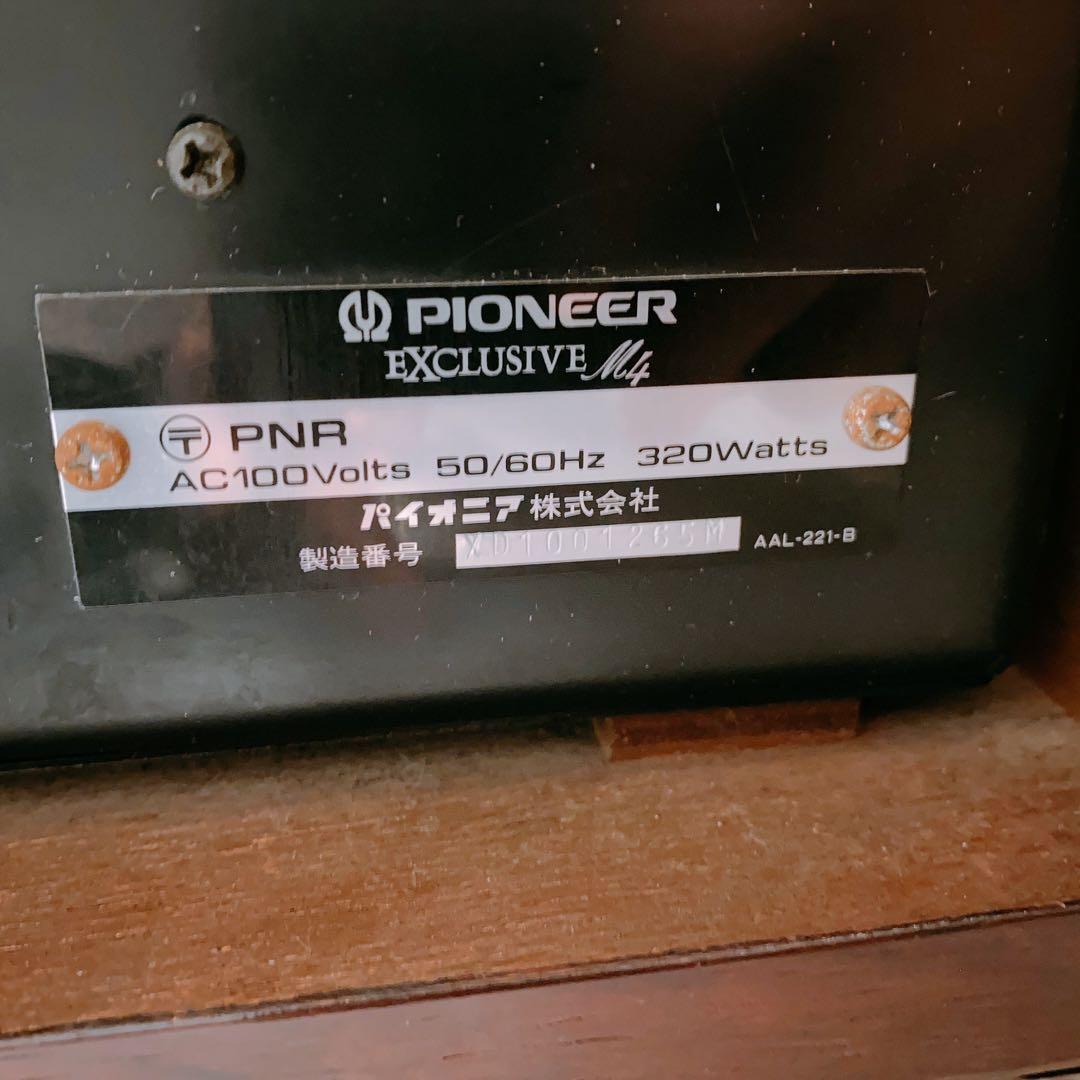 PIONEER
EXCLUSIVE M4
〒 PNR
AC100Volts 50/60Hz 320Watts
パイオニア株式会社
製造番号 XD1001265M AAL-221-B